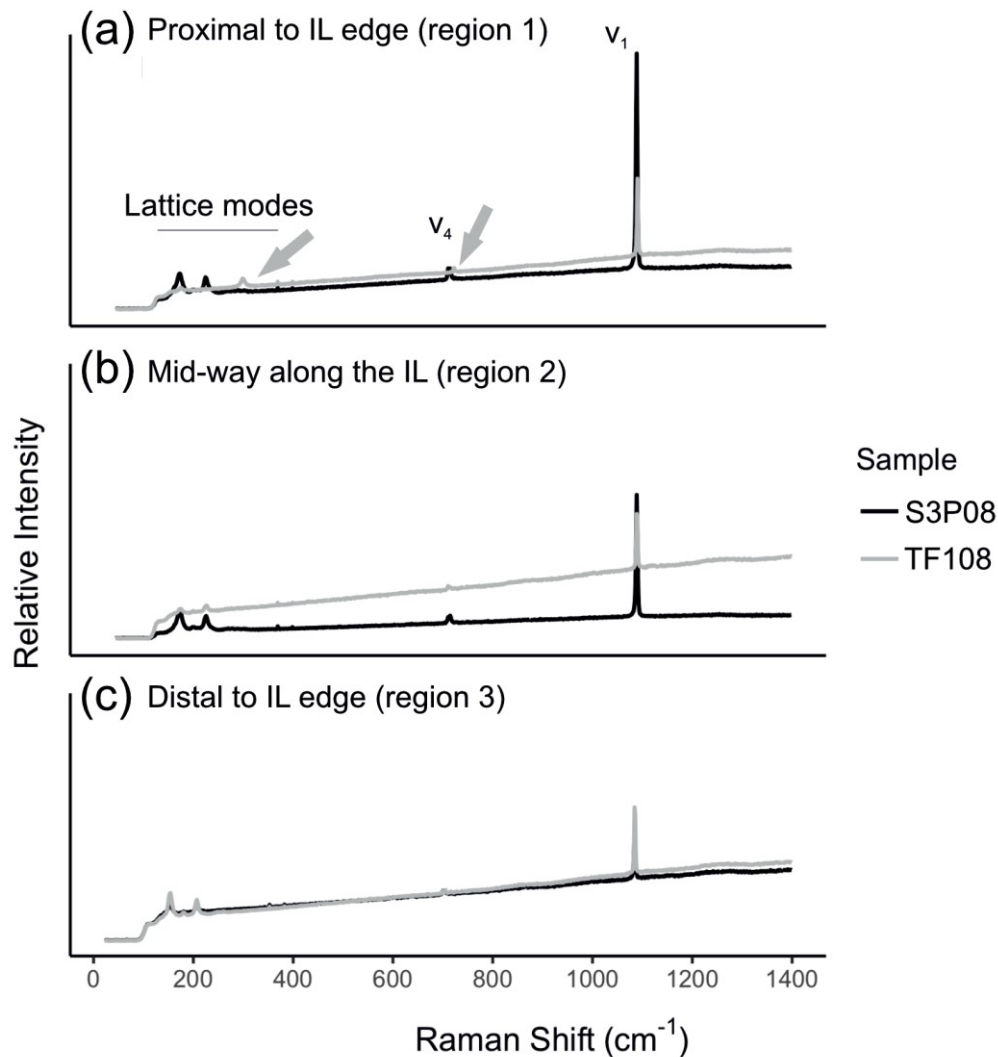 (a) Proximal to IL edge (region 1)
v₁
Lattice modes
v₄
(b) Mid-way along the IL (region 2)
Relative Intensity
Sample
S3P08
TF108
(c) Distal to IL edge (region 3)
0 200 400 600 800 1000 1200 1400
Raman Shift (cm⁻¹)